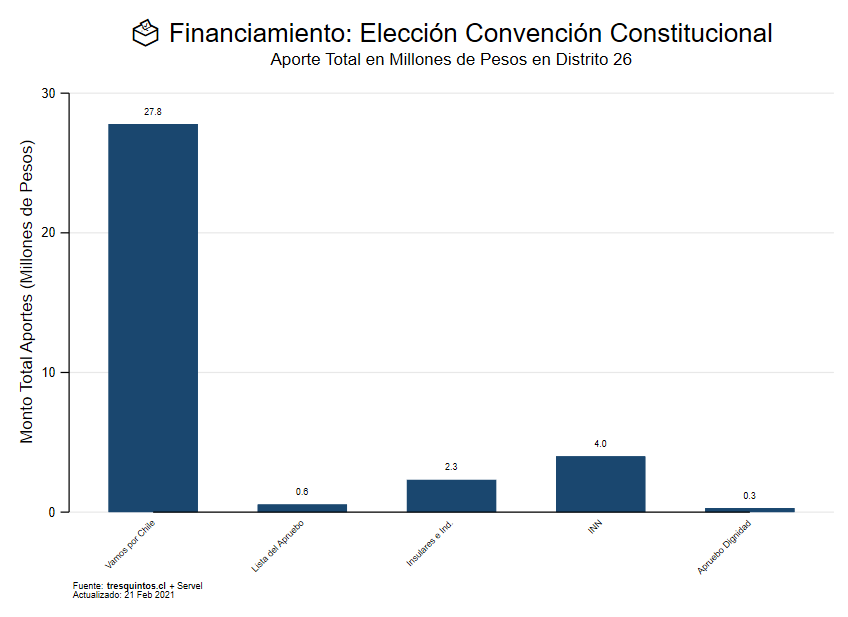 Financiamiento: Elección Convención Constitucional
Aporte Total en Millones de Pesos en Distrito 26
Monto Total Aportes (Millones de Pesos)
30
20
10
0
27.8
0.6
2.3
4.0
0.3
Vamos por Chile
Lista del Apruebo
Insulares e Ind.
INN
Apruebo Dignidad
Fuente: tresquintos.cl + Servel
Actualizado: 21 Feb 2021